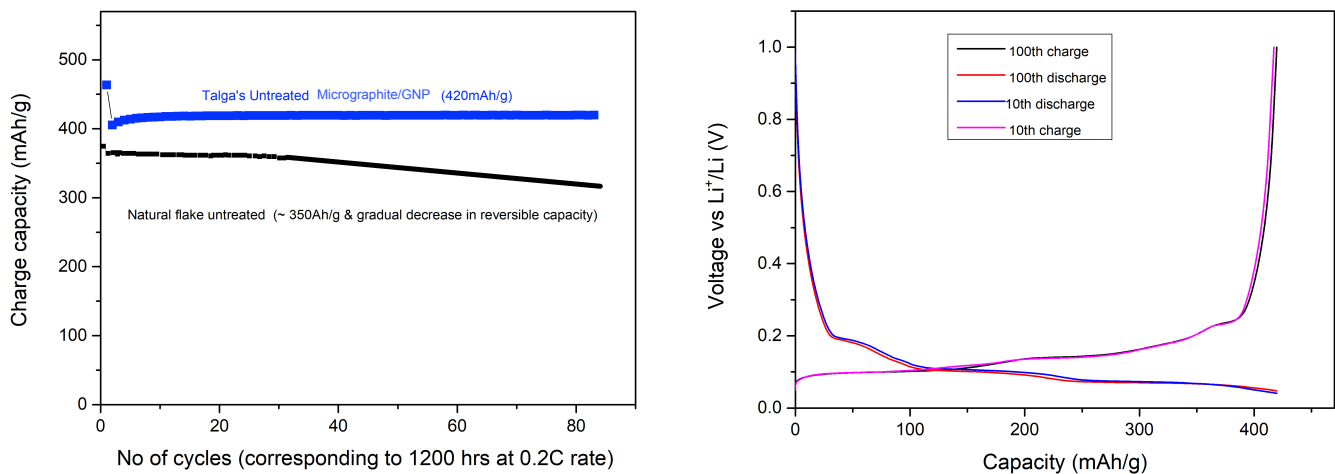 500
400
300
200
100
0
Charge capacity (mAh/g)
Talga's Untreated Micrographite/GNP (420mAh/g)
Natural flake untreated (~ 350Ah/g & gradual decrease in reversible capacity)
0 20 40 60 80
No of cycles (corresponding to 1200 hrs at 0.2C rate)
1.0
0.8
0.6
0.4
0.2
0.0
Voltage vs Li⁺/Li (V)
100th charge
100th discharge
10th discharge
10th charge
0 100 200 300 400
Capacity (mAh/g)